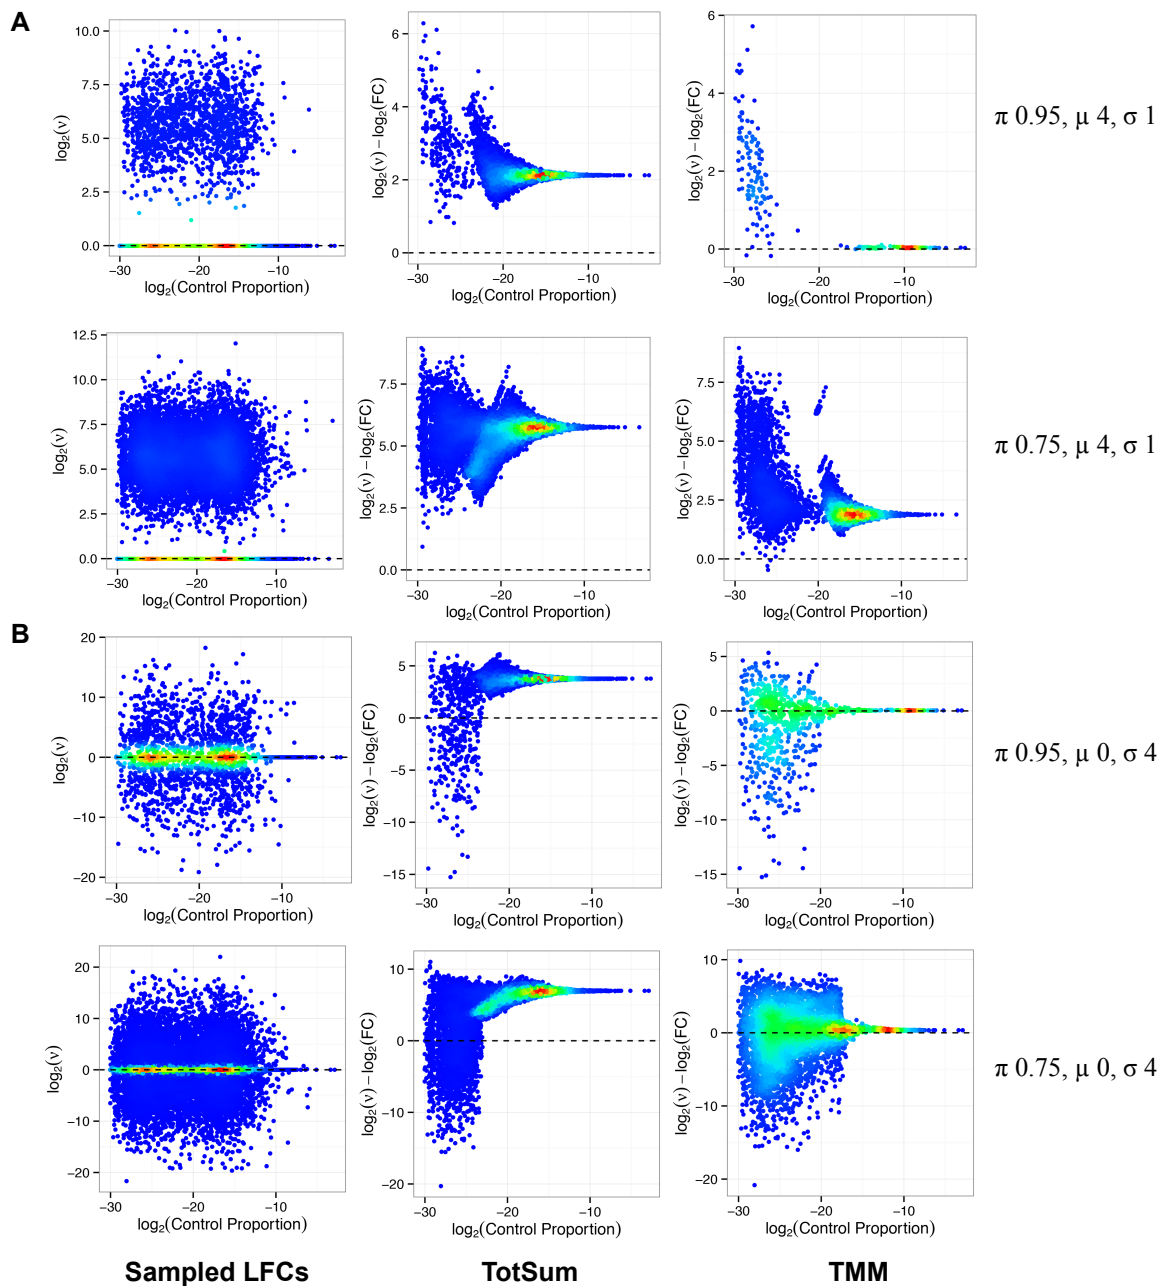 A
10.0
7.5
5.0
2.5
0.0
log₂(ν)
−30
−20
−10
log₂(Control Proportion)
6
4
2
0
log₂(ν) − log₂(FC)
−30
−20
−10
log₂(Control Proportion)
6
4
2
0
log₂(ν) − log₂(FC)
−30
−20
−10
log₂(Control Proportion)
π 0.95, μ 4, σ 1
12.5
10.0
7.5
5.0
2.5
0.0
log₂(ν)
−30
−20
−10
log₂(Control Proportion)
7.5
5.0
2.5
0.0
log₂(ν) − log₂(FC)
−30
−20
−10
log₂(Control Proportion)
7.5
5.0
2.5
0.0
log₂(ν) − log₂(FC)
−30
−20
−10
log₂(Control Proportion)
π 0.75, μ 4, σ 1
B
20
10
0
−10
−20
log₂(ν)
−30
−20
−10
log₂(Control Proportion)
5
0
−5
−10
−15
log₂(ν) − log₂(FC)
−30
−20
−10
log₂(Control Proportion)
5
0
−5
−10
−15
log₂(ν) − log₂(FC)
−30
−20
−10
log₂(Control Proportion)
π 0.95, μ 0, σ 4
20
10
0
−10
−20
log₂(ν)
−30
−20
−10
log₂(Control Proportion)
10
0
−10
−20
log₂(ν) − log₂(FC)
−30
−20
−10
log₂(Control Proportion)
10
0
−10
−20
log₂(ν) − log₂(FC)
−30
−20
−10
log₂(Control Proportion)
π 0.75, μ 0, σ 4
Sampled LFCs
TotSum
TMM